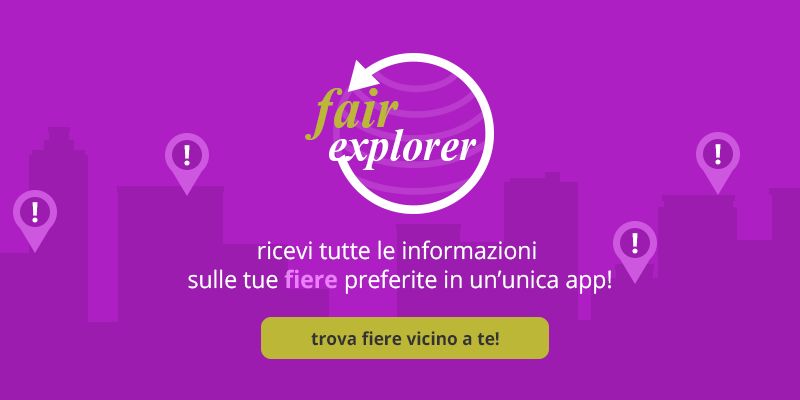 fair
explorer
!
!
!
!
ricevi tutte le informazioni
sulle tue fiere preferite in un’unica app!
trova fiere vicino a te!